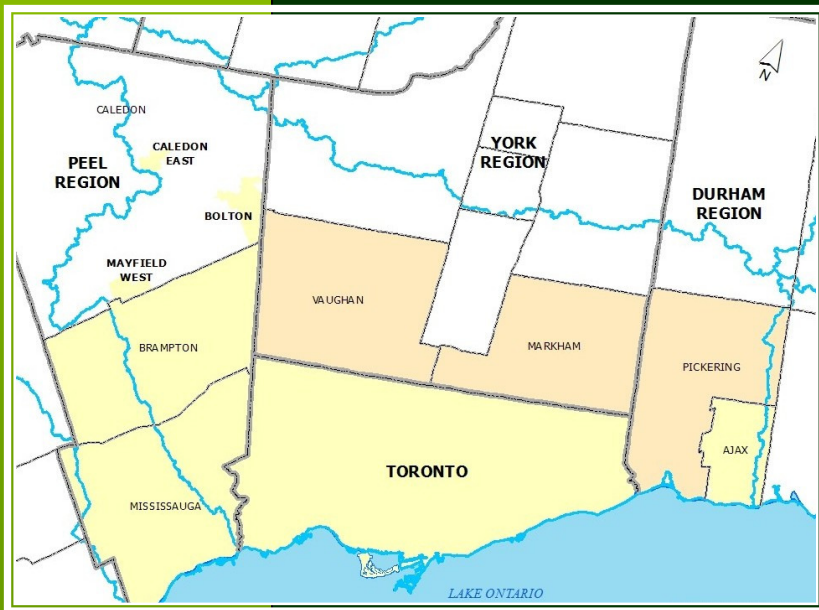 N
CALEDON
CALEDON
EAST
PEEL
REGION
YORK
REGION
DURHAM
REGION
BOLTON
MAYFIELD
WEST
VAUGHAN
BRAMPTON
MARKHAM
PICKERING
AJAX
TORONTO
MISSISSAUGA
LAKE ONTARIO